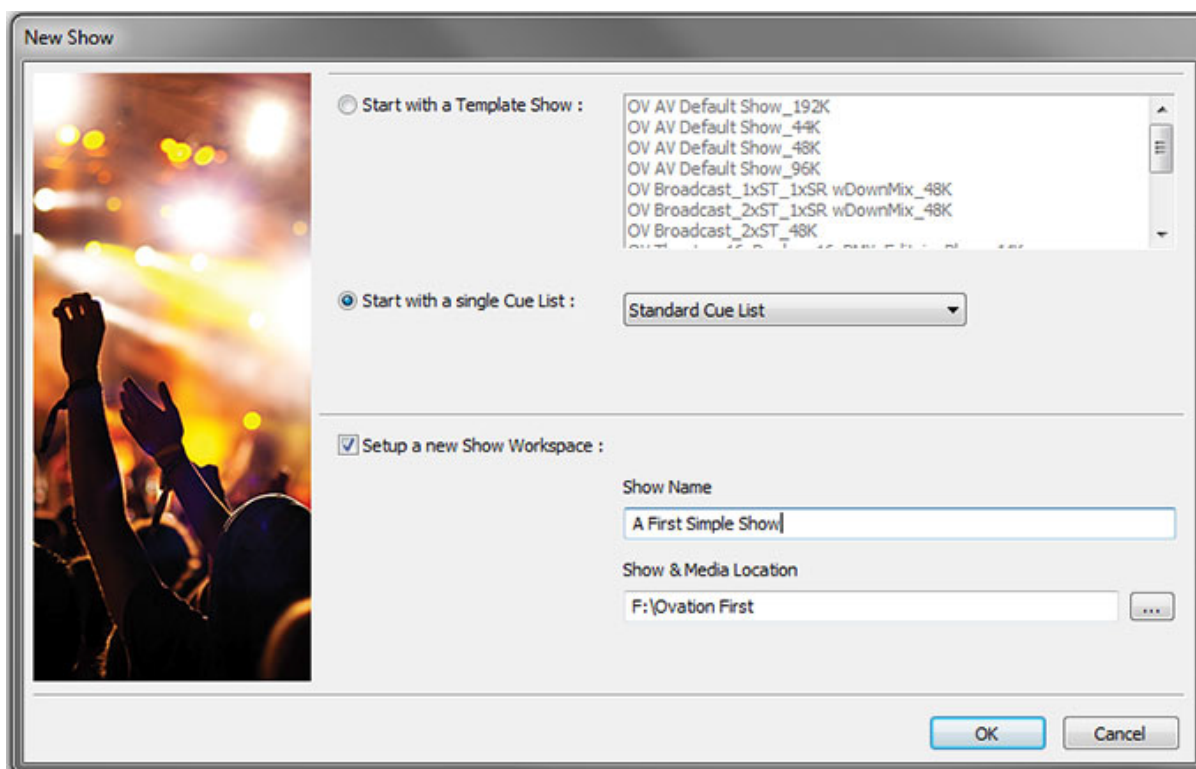 New Show
Start with a Template Show :
OV AV Default Show_192K
OV AV Default Show_44K
OV AV Default Show_48K
OV AV Default Show_96K
OV Broadcast_1xST_1xSR wDownMix_48K
OV Broadcast_2xST_1xSR wDownMix_48K
OV Broadcast_2xST_48K
Start with a single Cue List :
Standard Cue List
Setup a new Show Workspace :
Show Name
A First Simple Show
Show & Media Location
F:\Ovation First
...
OK
Cancel